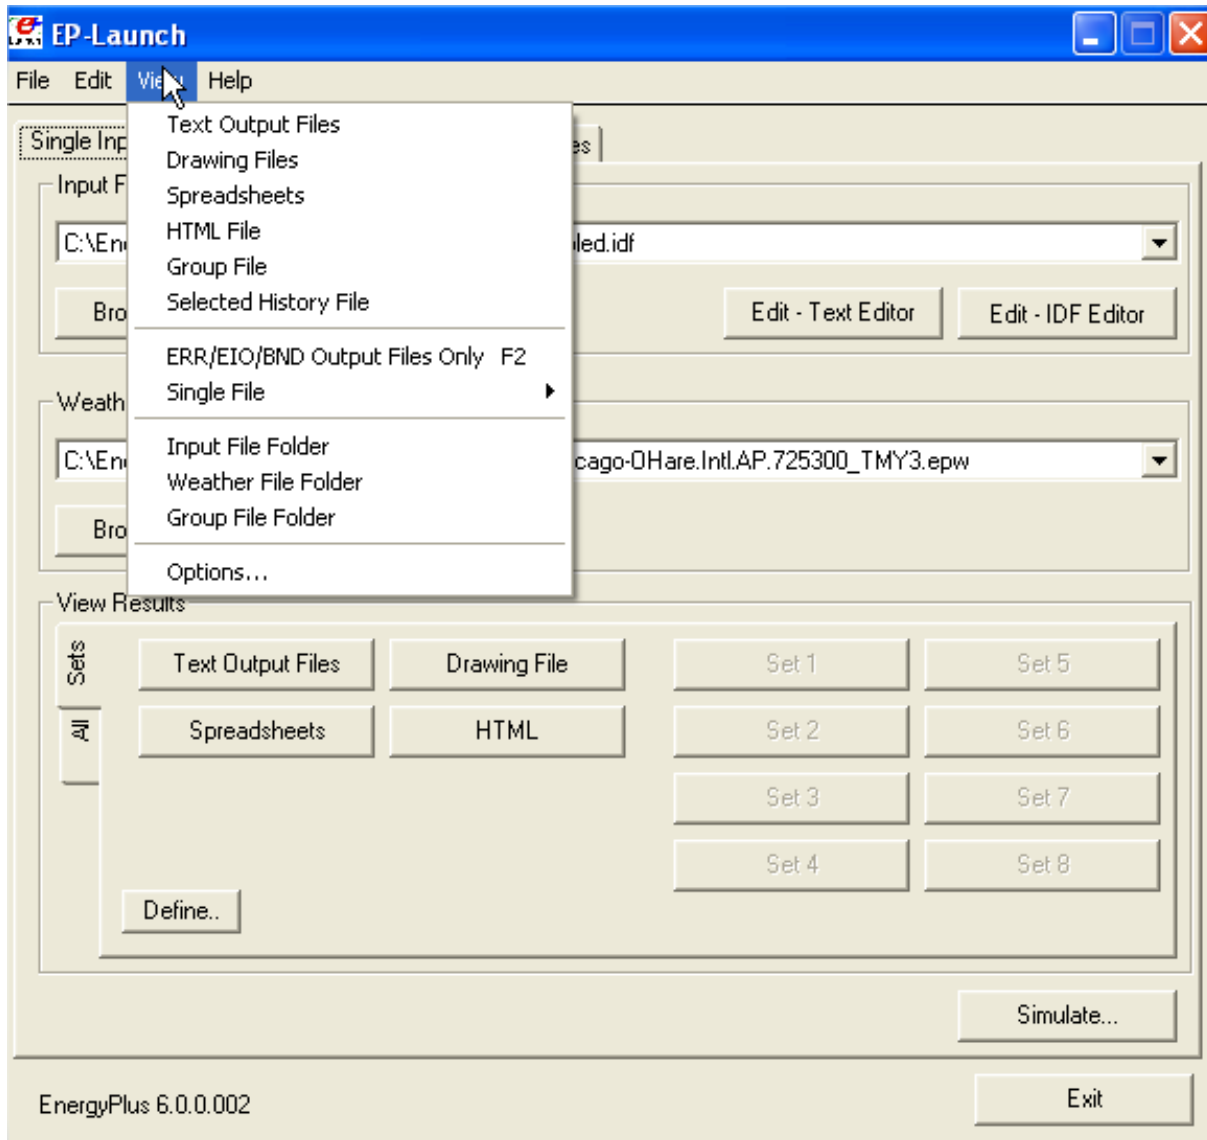 EP-Launch
File Edit View Help
Text Output Files
Drawing Files
Spreadsheets
HTML File
Group File
Selected History File
ERR/EIO/BND Output Files Only F2
Single File
Input File Folder
Weather File Folder
Group File Folder
Options...
Single Inp es
Input F
C:\En led.idf
Bro Edit - Text Editor Edit - IDF Editor
Weath
C:\En cago-OHare.Intl.AP.725300_TMY3.epw
Bro
View Results
Sets
All
Text Output Files Drawing File Set 1 Set 5
Spreadsheets HTML Set 2 Set 6
Set 3 Set 7
Set 4 Set 8
Define..
Simulate...
EnergyPlus 6.0.0.002 Exit